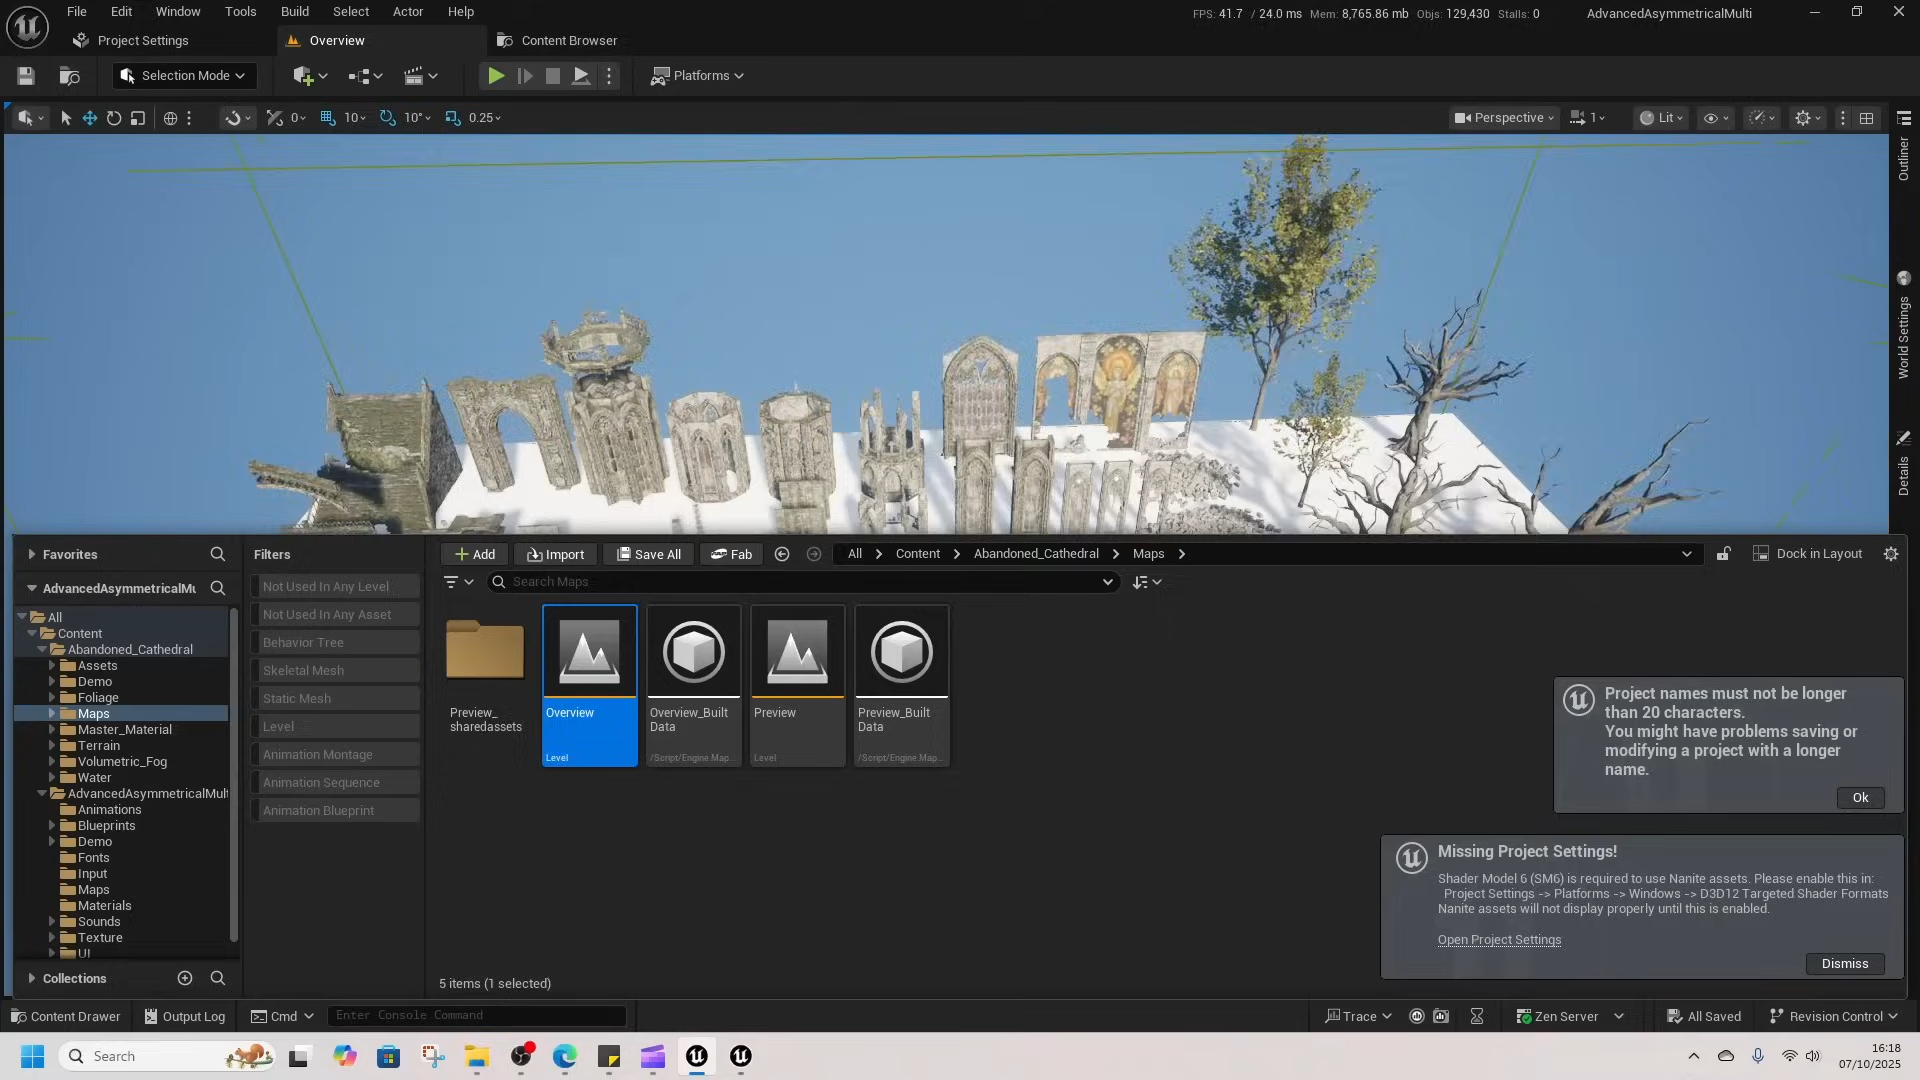 File Edit Window Tools Build Select Actor Help
FPS: 41.7 / 24.0 ms Mem: 8,765.86 mb Objs: 129,430 Stalls: 0
AdvancedAsymmetricalMulti
Project Settings
Overview
Content Browser
Selection Mode
Platforms
0
10
10°
0.25
Perspective
1
Lit
Outliner
World Settings
Details
Favorites
Filters
Add
Import
Save All
Fab
All
Content
Abandoned_Cathedral
Maps
Dock in Layout
Search Maps
AdvancedAsymmetricalMu
All
Content
Abandoned_Cathedral
Assets
Demo
Foliage
Maps
Master_Material
Terrain
Volumetric_Fog
Water
AdvancedAsymmetricalMult
Animations
Blueprints
Demo
Fonts
Input
Maps
Materials
Sounds
Texture
UI
Collections
Not Used In Any Level
Not Used In Any Asset
Behavior Tree
Skeletal Mesh
Static Mesh
Level
Animation Montage
Animation Sequence
Animation Blueprint
Preview_
sharedassets
Overview
Level
Overview_Built
Data
/Script/Engine.Map...
Preview
Level
Preview_Built
Data
/Script/Engine.Map...
Project names must not be longer
than 20 characters.
You might have problems saving or
modifying a project with a longer
name.
Ok
Missing Project Settings!
Shader Model 6 (SM6) is required to use Nanite assets. Please enable this in:
Project Settings -> Platforms -> Windows -> D3D12 Targeted Shader Formats
Nanite assets will not display properly until this is enabled.
Open Project Settings
Dismiss
5 items (1 selected)
Content Drawer
Output Log
Cmd
Enter Console Command
Trace
Zen Server
All Saved
Revision Control
Search
16:18
07/10/2025